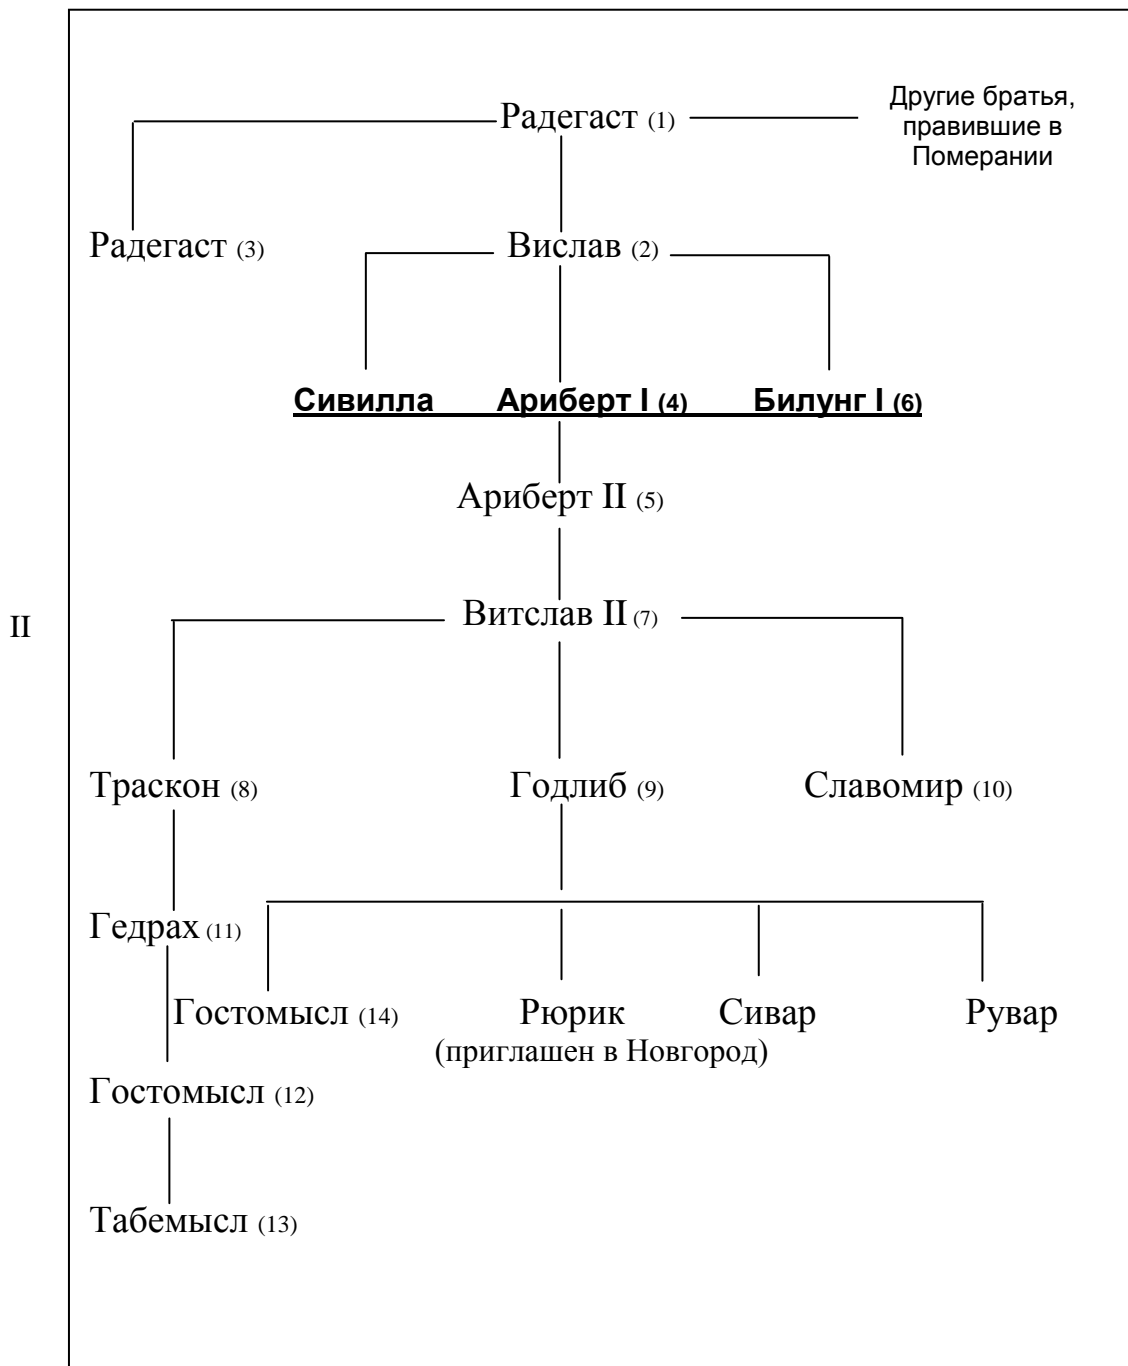 Другие братья,
правившие в
Померании
Радегаст (1)
Радегаст (3)
Вислав (2)
Сивилла Ариберт I (4) Билунг I (6)
Ариберт II (5)
II
Витслав II (7)
Траскон (8)
Годлиб (9)
Славомир (10)
Гедрах (11)
Гостомысл (14)
Рюрик
Сивар
Рувар
(приглашен в Новгород)
Гостомысл (12)
Табемысл (13)